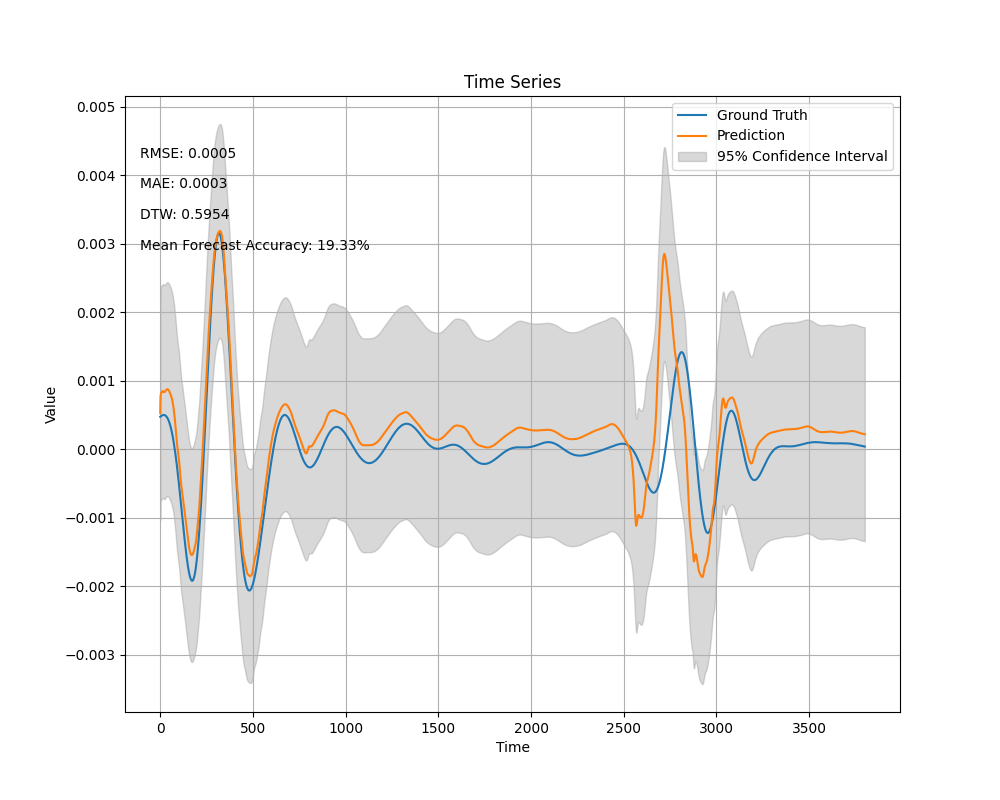 Time Series
Ground Truth
Prediction
95% Confidence Interval
RMSE: 0.0005
MAE: 0.0003
DTW: 0.5954
Mean Forecast Accuracy: 19.33%
Value
0.005
0.004
0.003
0.002
0.001
0.000
−0.001
−0.002
−0.003
0 500 1000 1500 2000 2500 3000 3500
Time